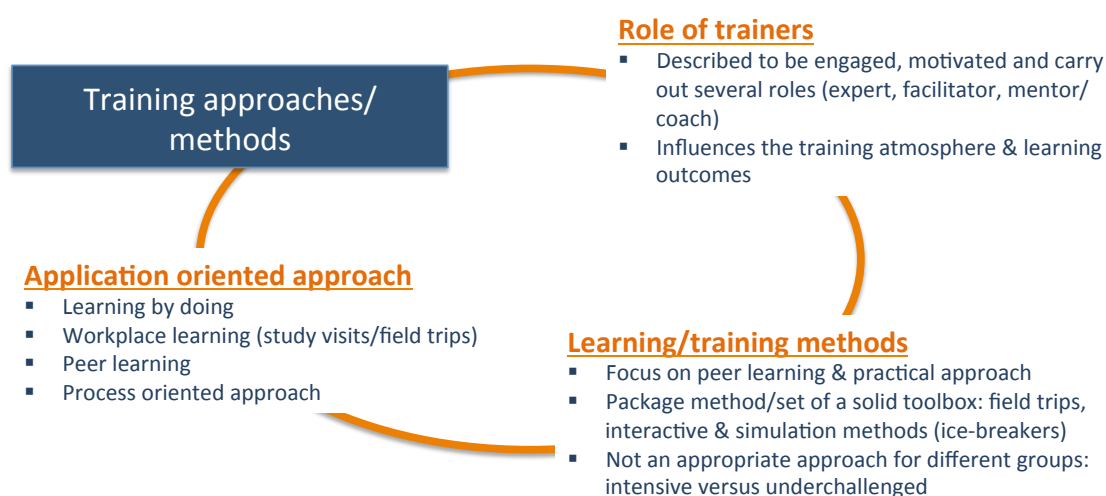 Training approaches/
methods
Role of trainers
▪ Described to be engaged, motivated and carry
out several roles (expert, facilitator, mentor/
coach)
▪ Influences the training atmosphere & learning
outcomes
Application oriented approach
▪ Learning by doing
▪ Workplace learning (study visits/field trips)
▪ Peer learning
▪ Process oriented approach
Learning/training methods
▪ Focus on peer learning & practical approach
▪ Package method/set of a solid toolbox: field trips,
interactive & simulation methods (ice-breakers)
▪ Not an appropriate approach for different groups:
intensive versus underchallenged